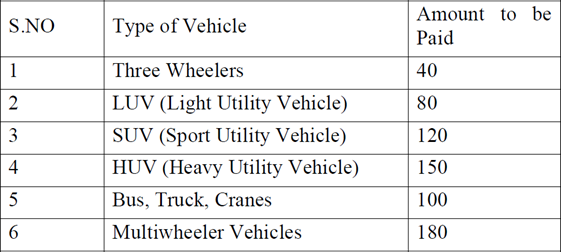 S.NO Type of Vehicle Amount to be
Paid
1 Three Wheelers 40
2 LUV (Light Utility Vehicle) 80
3 SUV (Sport Utility Vehicle) 120
4 HUV (Heavy Utility Vehicle) 150
5 Bus, Truck, Cranes 100
6 Multiwheeler Vehicles 180